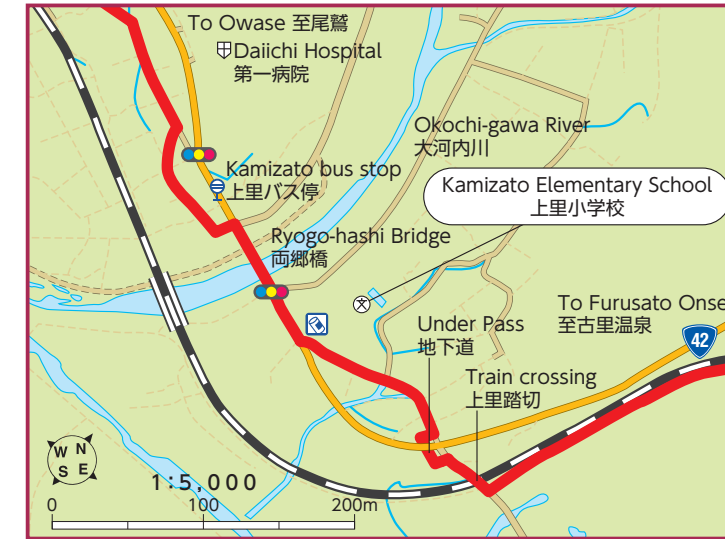 To Owase 至尾鷲
Daiichi Hospital
第一病院
Okochi-gawa River
大河内川
Kamizato bus stop
上里バス停
Kamizato Elementary School
上里小学校
Ryogo-hashi Bridge
両郷橋
文
To Furusato Onse
至古里温泉
42
Under Pass
地下道
Train crossing
上里踏切
W N
S E
1:5,000
0 100 200m